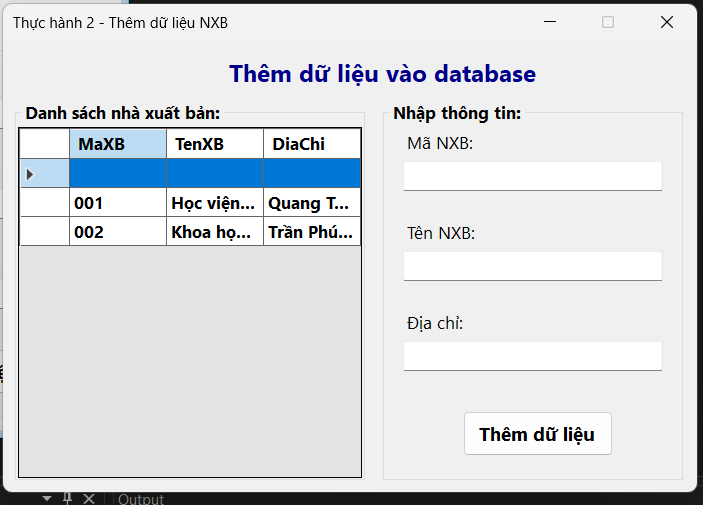 Thực hành 2 - Thêm dữ liệu NXB
Thêm dữ liệu vào database
Danh sách nhà xuất bản:
MaXB TenXB DiaChi
001 Học viện... Quang T...
002 Khoa họ... Trần Phú...
Nhập thông tin:
Mã NXB:
Tên NXB:
Địa chỉ:
Thêm dữ liệu
Output